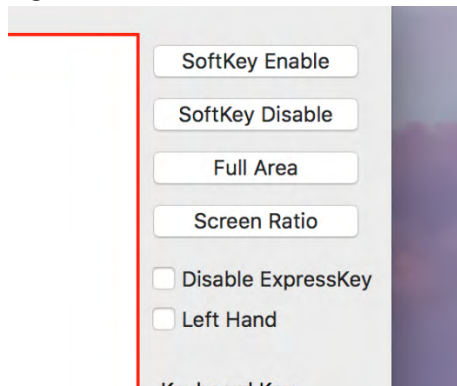 SoftKey Enable
SoftKey Disable
Full Area
Screen Ratio
Disable ExpressKey
Left Hand